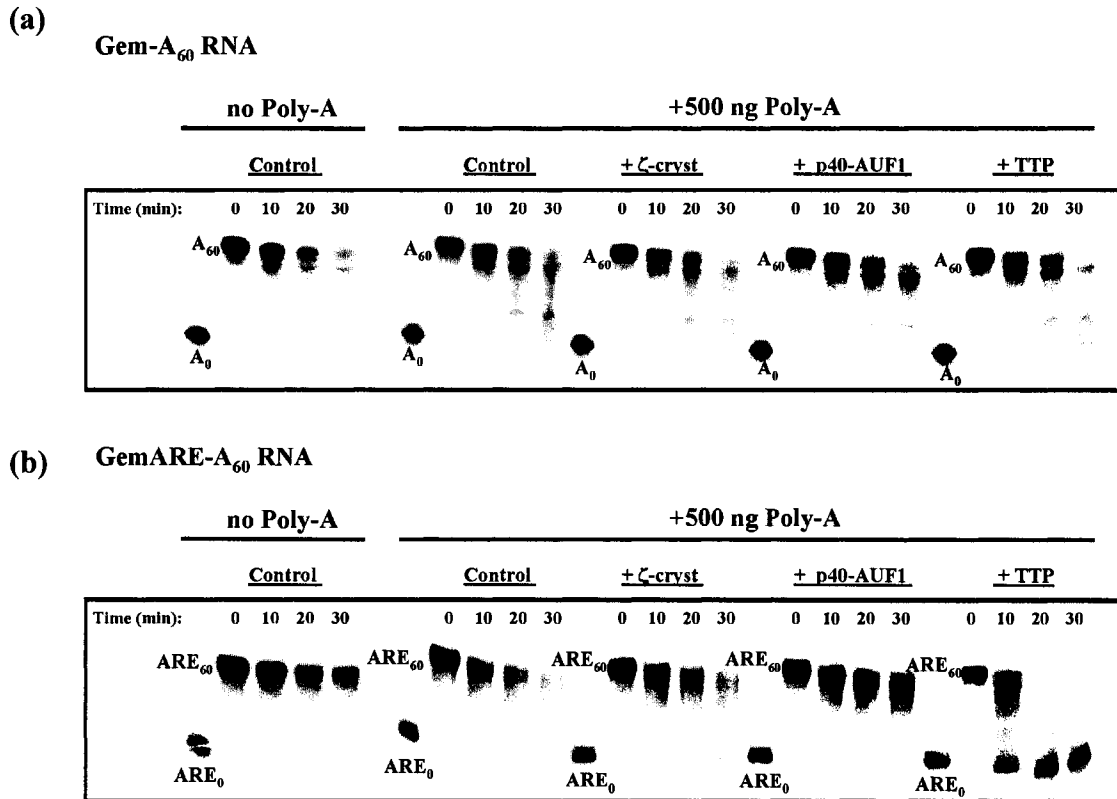 (a)
Gem-A₆₀ RNA
no Poly-A +500 ng Poly-A
Control Control + ζ-cryst + p40-AUF1 + TTP
Time (min): 0 10 20 30 0 10 20 30 0 10 20 30 0 10 20 30 0 10 20 30
A₆₀ A₆₀ A₆₀ A₆₀ A₆₀
A₀ A₀ A₀ A₀ A₀
(b) GemARE-A₆₀ RNA
no Poly-A +500 ng Poly-A
Control Control + ζ-cryst + p40-AUF1 + TTP
Time (min): 0 10 20 30 0 10 20 30 0 10 20 30 0 10 20 30 0 10 20 30
ARE₆₀ ARE₆₀ ARE₆₀ ARE₆₀ ARE₆₀
ARE₀ ARE₀ ARE₀ ARE₀ ARE₀